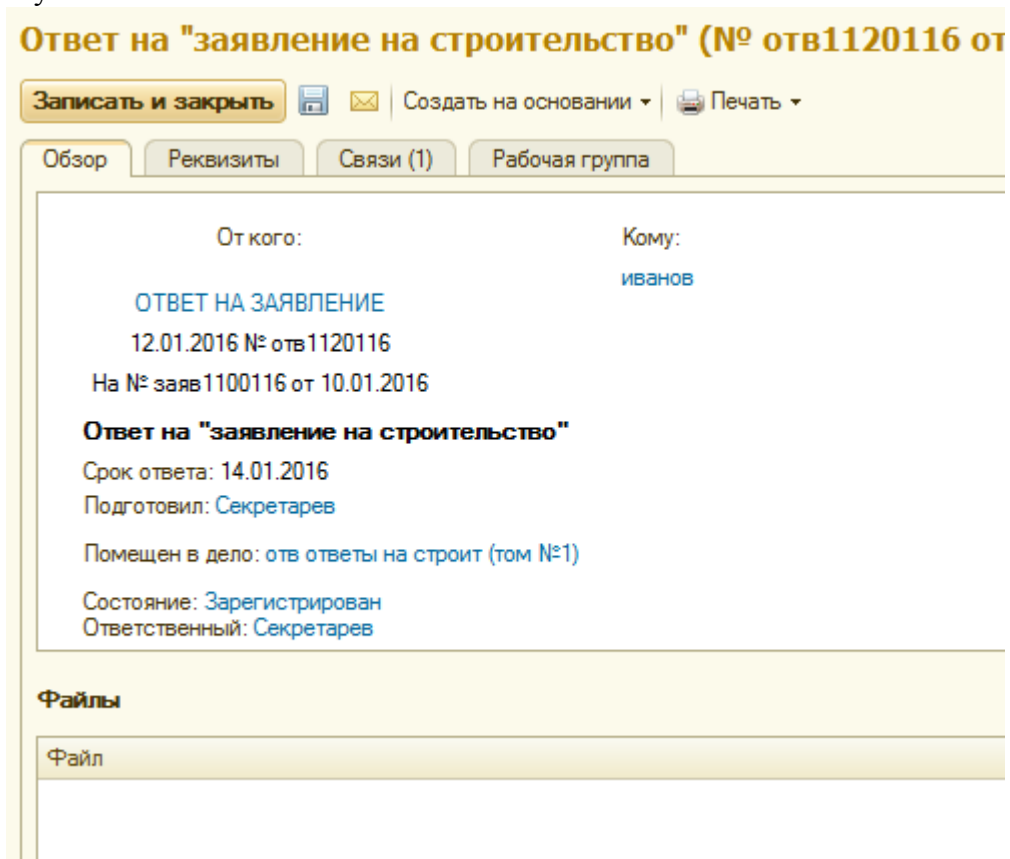 Ответ на "заявление на строительство" (№ отв1120116 от
Записать и закрыть Создать на основании Печать
Обзор Реквизиты Связи (1) Рабочая группа
От кого: Кому:
иванов
ОТВЕТ НА ЗАЯВЛЕНИЕ
12.01.2016 № отв1120116
На № заяв1100116 от 10.01.2016
Ответ на "заявление на строительство"
Срок ответа: 14.01.2016
Подготовил: Секретарев
Помещен в дело: отв ответы на строит (том №1)
Состояние: Зарегистрирован
Ответственный: Секретарев
Файлы
Файл